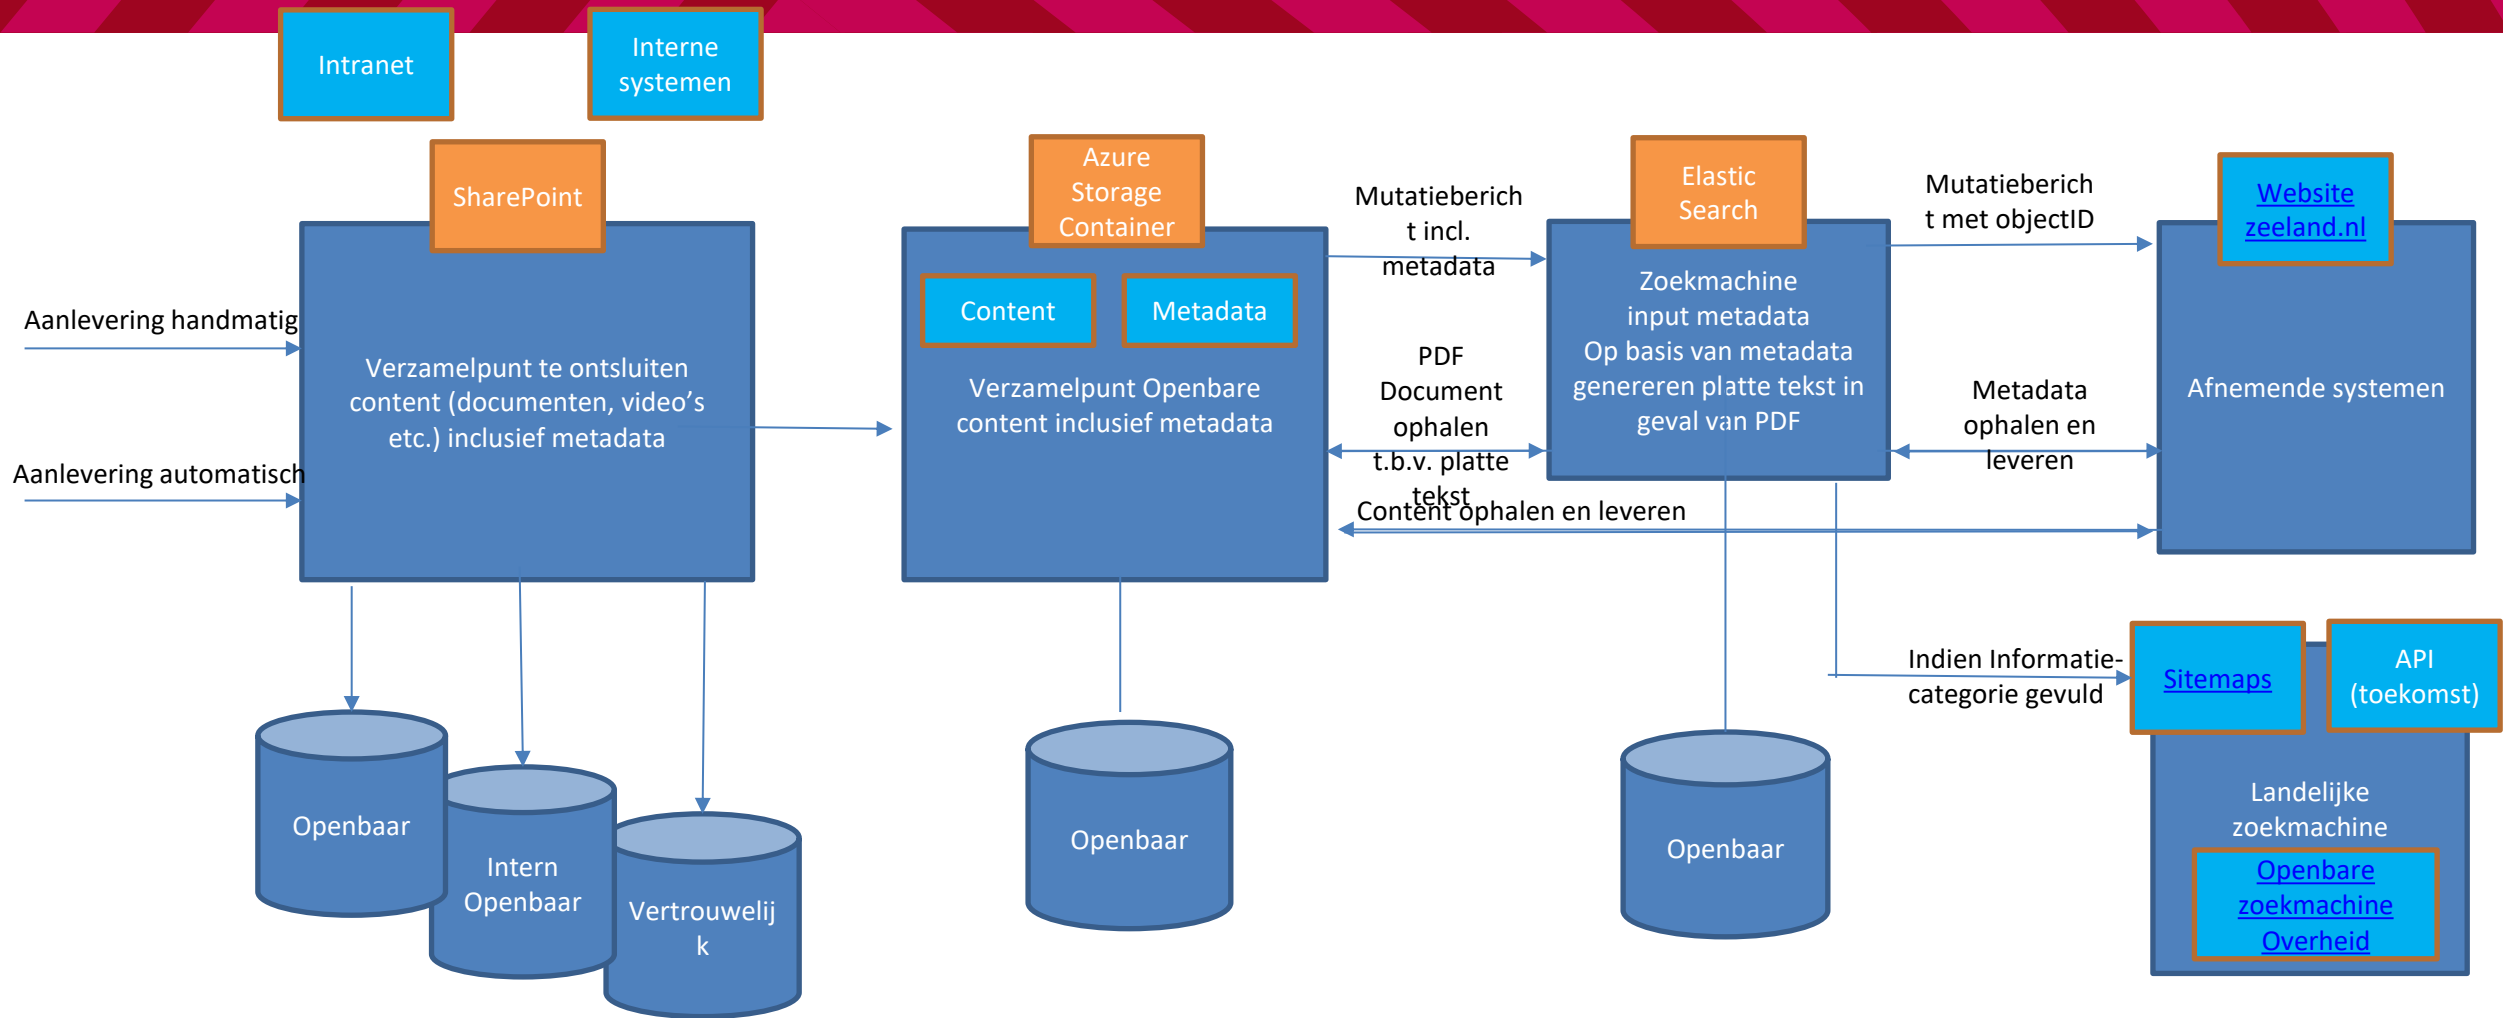 Intranet
Interne
systemen
SharePoint
Aanlevering handmatig
Aanlevering automatisch
Verzamelpunt te ontsluiten
content (documenten, video’s
etc.) inclusief metadata
Openbaar
Intern
Openbaar
Vertrouwelij
k
Azure
Storage
Container
Content
Metadata
Verzamelpunt Openbare
content inclusief metadata
Openbaar
Mutatieberich
t incl.
metadata
PDF
Document
ophalen
t.b.v. platte
tekst
Content ophalen en leveren
Elastic
Search
Zoekmachine
input metadata
Op basis van metadata
genereren platte tekst in
geval van PDF
Openbaar
Mutatieberich
t met objectID
Metadata
ophalen en
leveren
Website
zeeland.nl
Afnemende systemen
Indien Informatie-
categorie gevuld
Sitemaps
API
(toekomst)
Landelijke
zoekmachine
Openbare
zoekmachine
Overheid